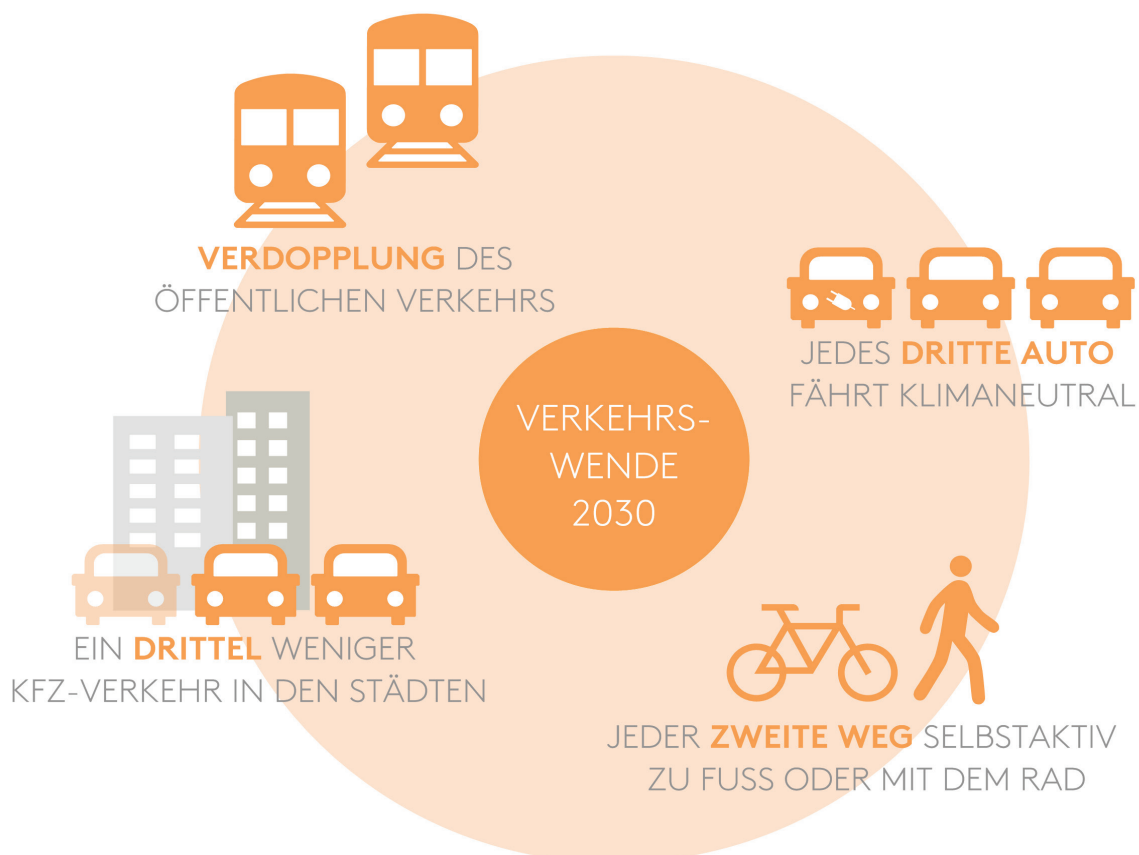 VERDOPPLUNG DES
ÖFFENTLICHEN VERKEHRS
JEDES DRITTE AUTO
FÄHRT KLIMANEUTRAL
VERKEHRS-
WENDE
2030
EIN DRITTEL WENIGER
KFZ-VERKEHR IN DEN STÄDTEN
JEDER ZWEITE WEG SELBSTAKTIV
ZU FUSS ODER MIT DEM RAD